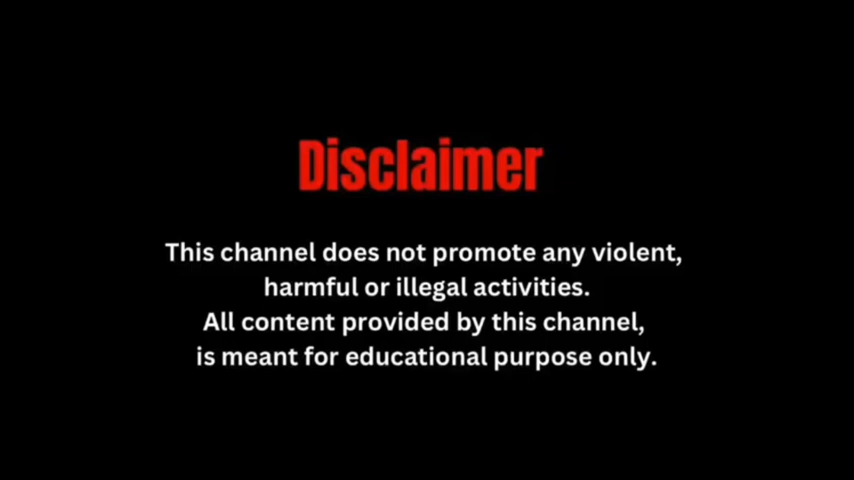 Disclaimer
This channel does not promote any violent,
harmful or illegal activities.
All content provided by this channel,
is meant for educational purpose only.